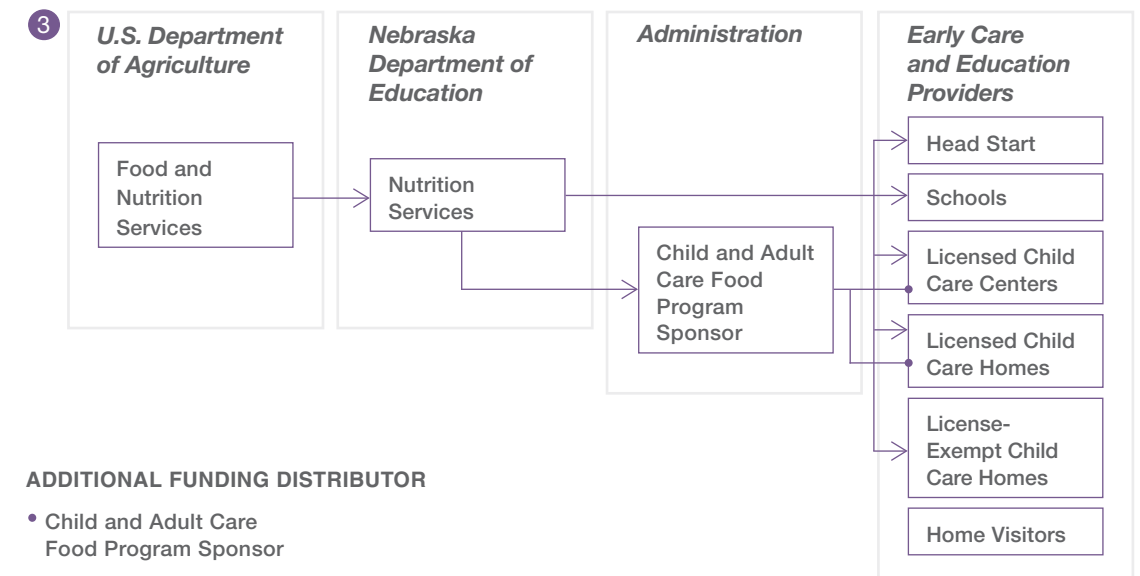 3
U.S. Department
of Agriculture
Food and
Nutrition
Services
Nebraska
Department of
Education
Nutrition
Services
Administration
Child and Adult
Care Food
Program
Sponsor
Early Care
and Education
Providers
Head Start
Schools
Licensed Child
Care Centers
Licensed Child
Care Homes
License-
Exempt Child
Care Homes
Home Visitors
ADDITIONAL FUNDING DISTRIBUTOR
• Child and Adult Care
Food Program Sponsor